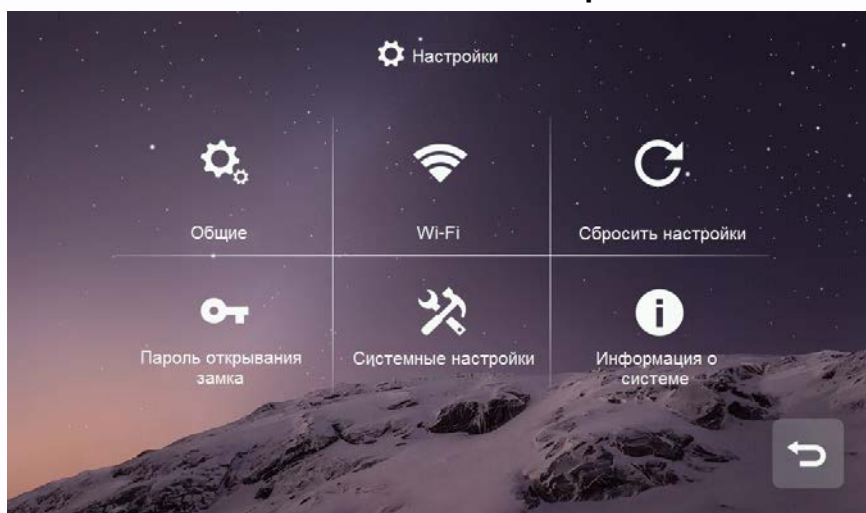 Настройки
Общие
Wi-Fi
Сбросить настройки
Пароль открывания
замка
Системные настройки
Информация о
системе